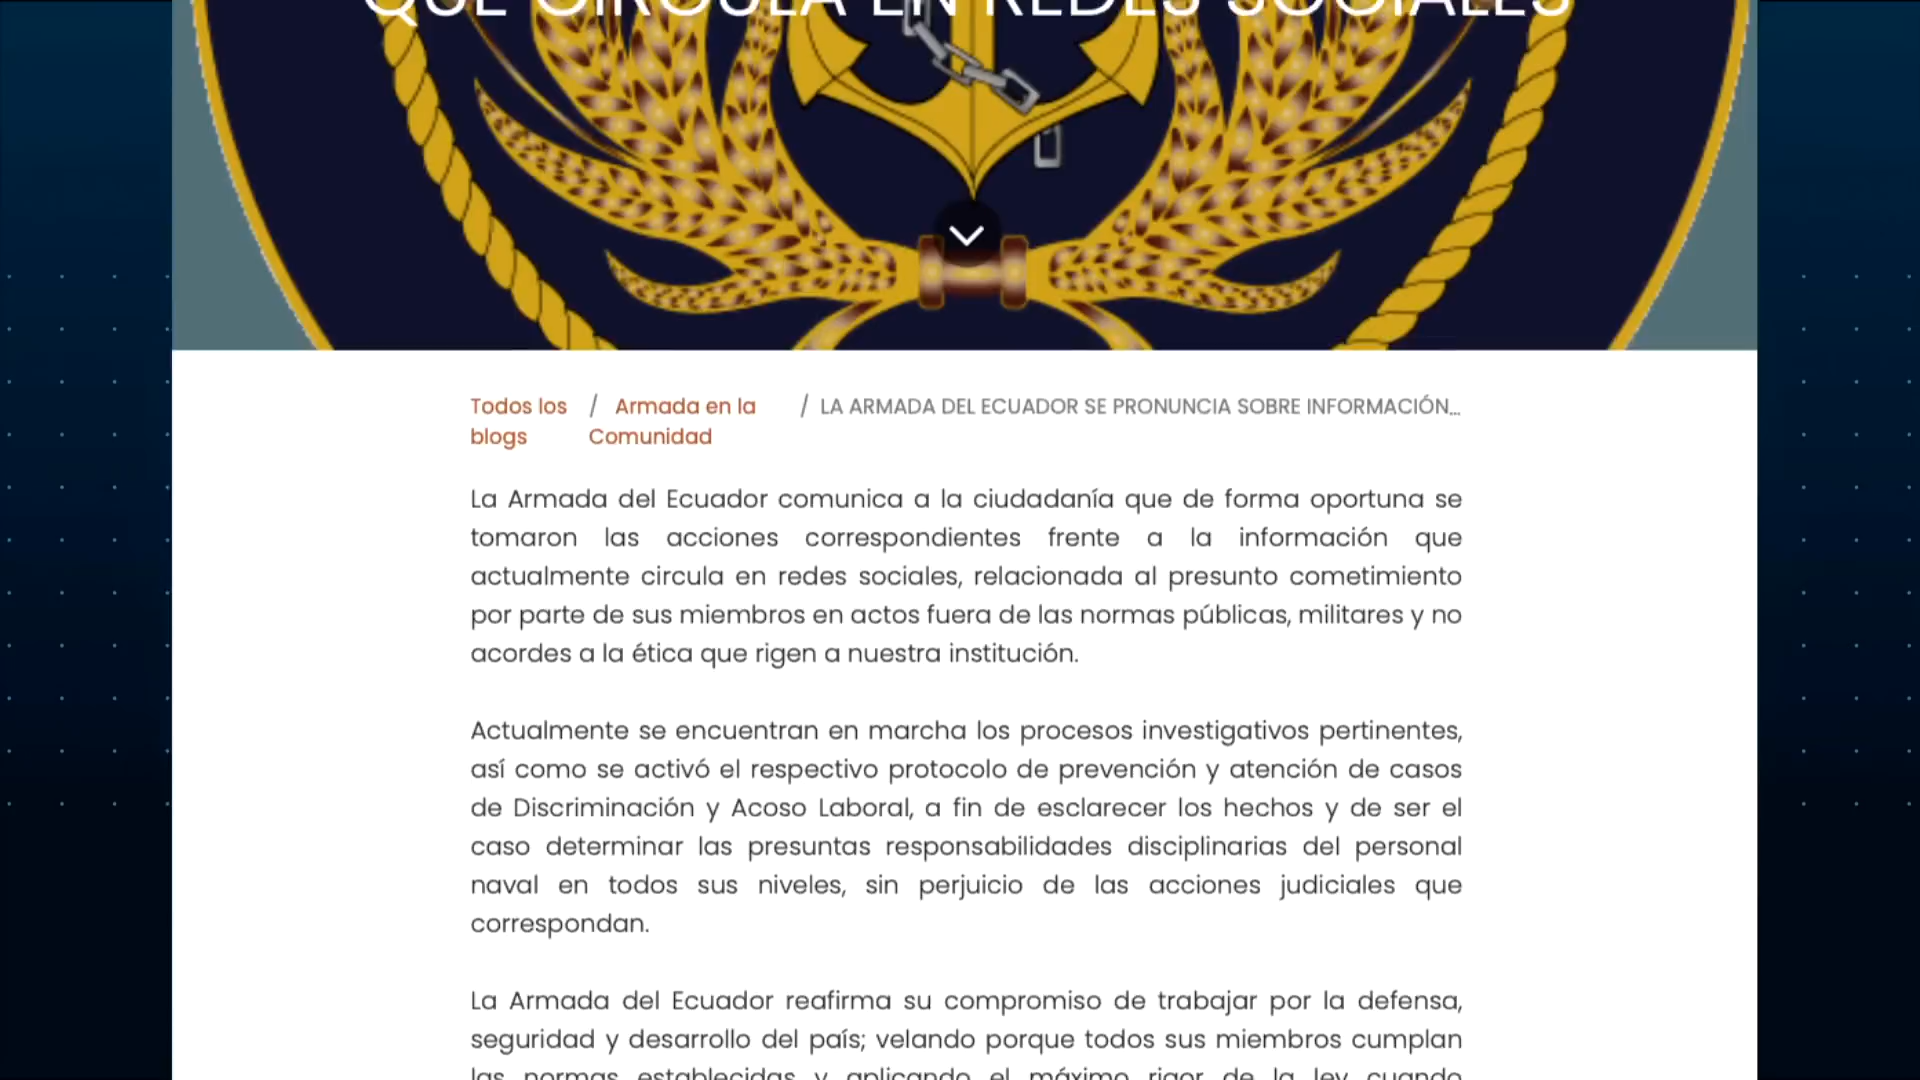 QUE CIRCULA EN REDES SOCIALES
Todos los blogs / Armada en la Comunidad / LA ARMADA DEL ECUADOR SE PRONUNCIA SOBRE INFORMACIÓN...
La Armada del Ecuador comunica a la ciudadanía que de forma oportuna se
tomaron las acciones correspondientes frente a la información que
actualmente circula en redes sociales, relacionada al presunto cometimiento
por parte de sus miembros en actos fuera de las normas públicas, militares y no
acordes a la ética que rigen a nuestra institución.
Actualmente se encuentran en marcha los procesos investigativos pertinentes,
así como se activó el respectivo protocolo de prevención y atención de casos
de Discriminación y Acoso Laboral, a fin de esclarecer los hechos y de ser el
caso determinar las presuntas responsabilidades disciplinarias del personal
naval en todos sus niveles, sin perjuicio de las acciones judiciales que
correspondan.
La Armada del Ecuador reafirma su compromiso de trabajar por la defensa,
seguridad y desarrollo del país; velando porque todos sus miembros cumplan
las normas establecidas y aplicando el máximo rigor de la ley cuando